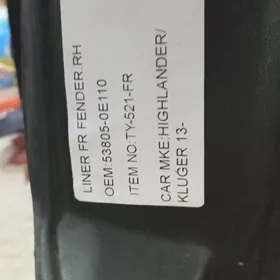 LINER FR FENDER.RH
OEM:53805-0E110
ITEM NO:TY-521-FR
CAR MKE:HIGHLANDER/
KLUGER 13-